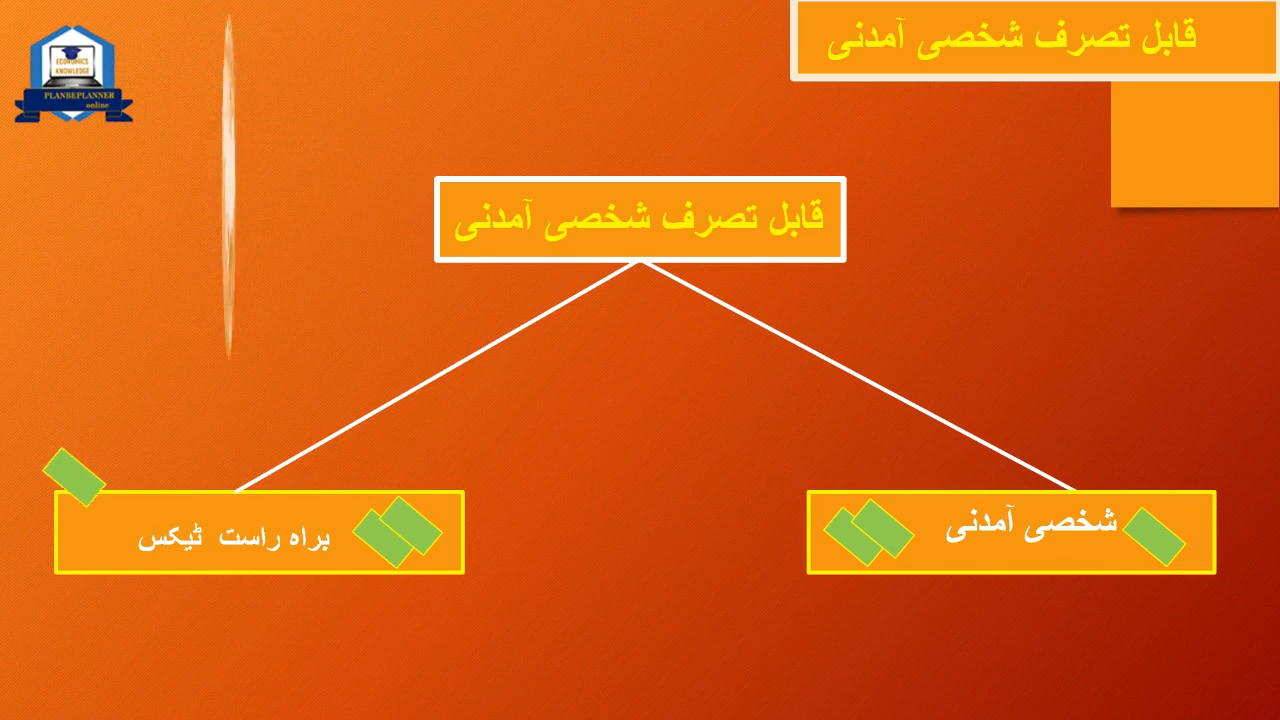 قابل تصرف شخصی آمدنی
ECONOMICS
KNOWLEDGE
PLANBEPLANNER
online
قابل تصرف شخصی آمدنی
شخصی آمدنی
براہ راست ٹیکس